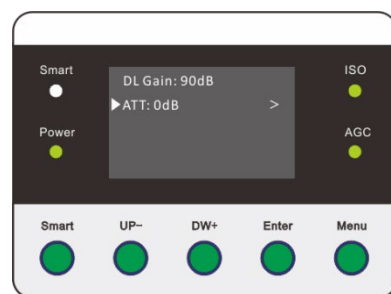 Smart
ISO
DL Gain: 90dB
▶ATT: 0dB >
Power
AGC
Smart UP- DW+ Enter Menu